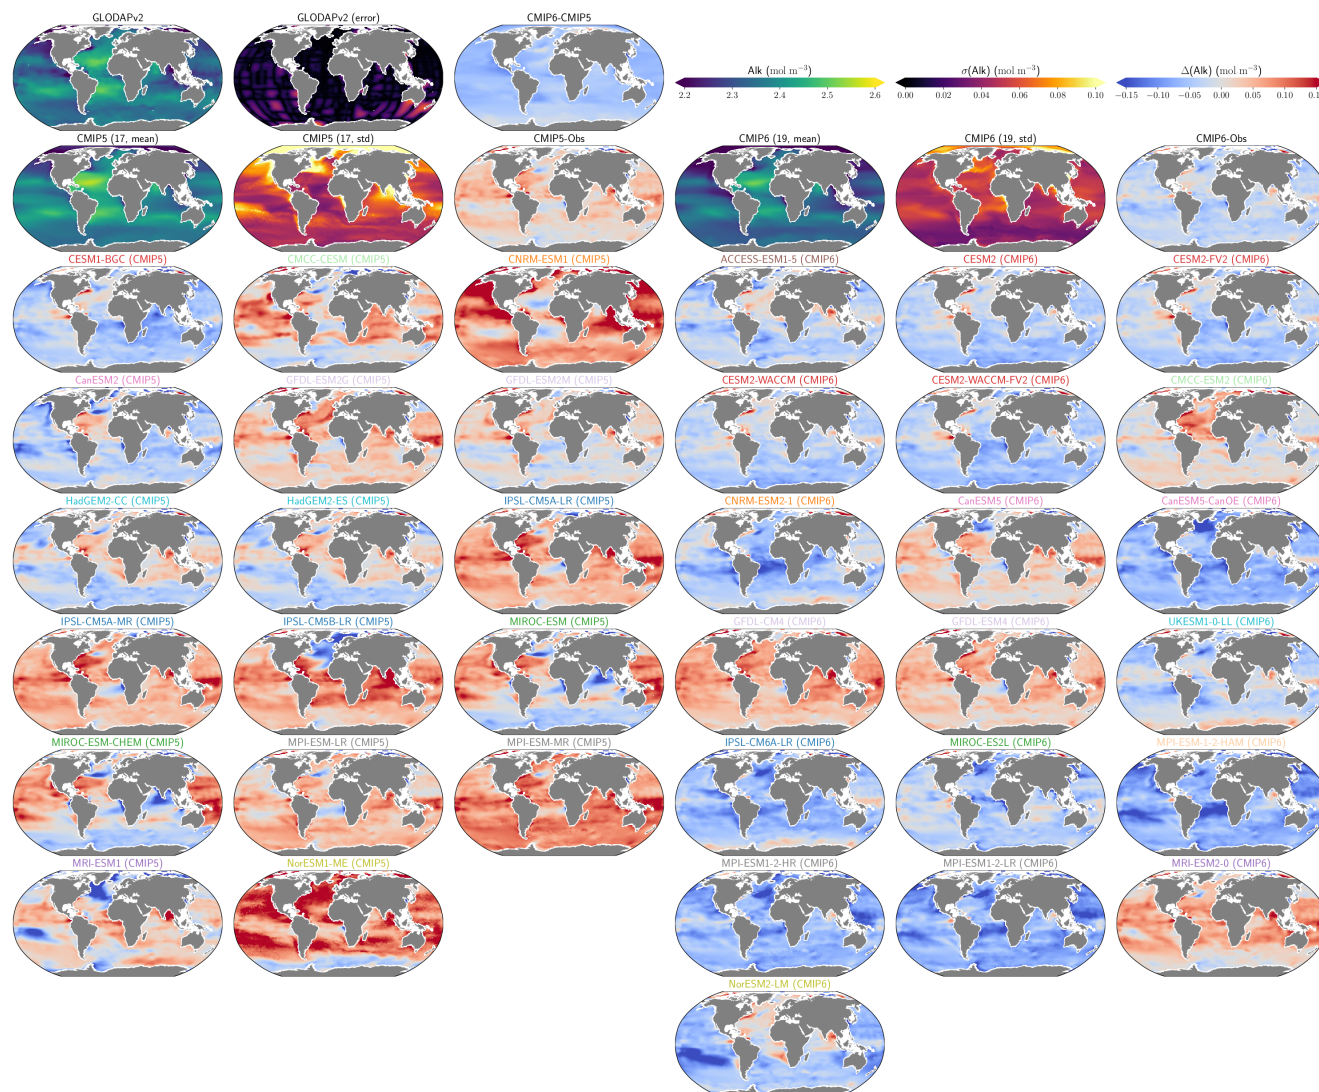 GLODAPv2 GLODAPv2 (error) CMIP6-CMIP5
Alk (mol m⁻³) σ(Alk) (mol m⁻³) Δ(Alk) (mol m⁻³)
2.2 2.3 2.4 2.5 2.6 0.00 0.02 0.04 0.06 0.08 0.10 −0.15 −0.10 −0.05 0.00 0.05 0.10
CMIP5 (17, mean) CMIP5 (17, std) CMIP5-Obs CMIP6 (19, mean) CMIP6 (19, std) CMIP6-Obs
CESM1-BGC (CMIP5) CMCC-CESM (CMIP5) CNRM-ESM1 (CMIP5) ACCESS-ESM1-5 (CMIP6) CESM2 (CMIP6) CESM2-FV2 (CMIP6)
CanESM2 (CMIP5) GFDL-ESM2G (CMIP5) GFDL-ESM2M (CMIP5) CESM2-WACCM (CMIP6) CESM2-WACCM-FV2 (CMIP6) CMCC-ESM2 (CMIP6)
HadGEM2-CC (CMIP5) HadGEM2-ES (CMIP5) IPSL-CM5A-LR (CMIP5) CNRM-ESM2-1 (CMIP6) CanESM5 (CMIP6) CanESM5-CanOE (CMIP6)
IPSL-CM5A-MR (CMIP5) IPSL-CM5B-LR (CMIP5) MIROC-ESM (CMIP5) GFDL-CM4 (CMIP6) GFDL-ESM4 (CMIP6) UKESM1-0-LL (CMIP6)
MIROC-ESM-CHEM (CMIP5) MPI-ESM-LR (CMIP5) MPI-ESM-MR (CMIP5) IPSL-CM6A-LR (CMIP6) MIROC-ES2L (CMIP6) MPI-ESM-1-2-HAM (CMIP6)
MRI-ESM1 (CMIP5) NorESM1-ME (CMIP5) MPI-ESM1-2-HR (CMIP6) MPI-ESM1-2-LR (CMIP6) MRI-ESM2-0 (CMIP6)
NorESM2-LM (CMIP6)